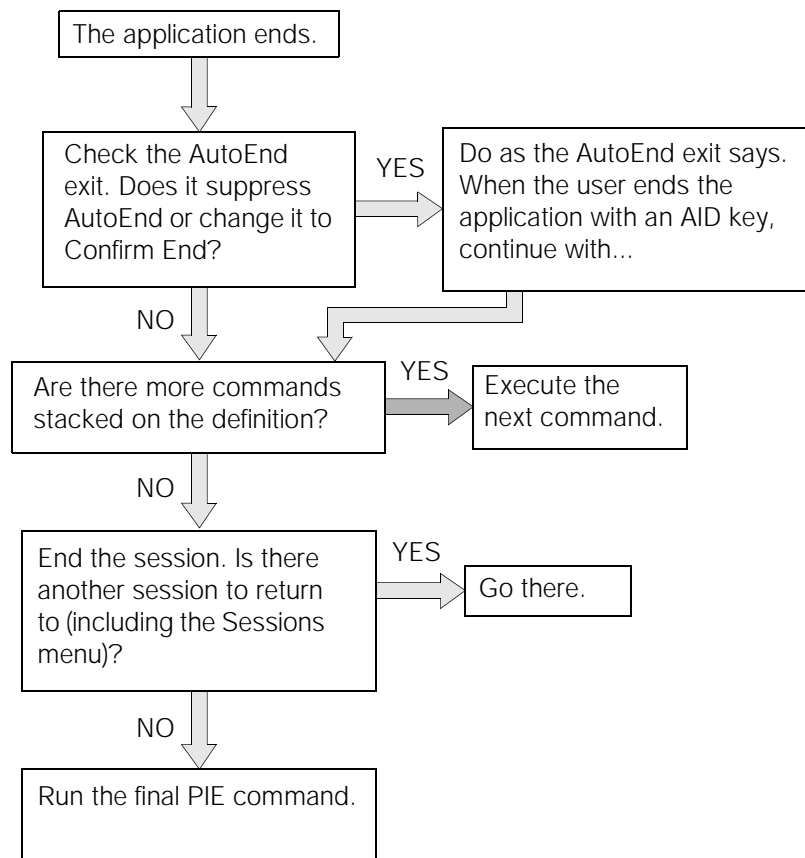 The application ends.
Check the AutoEnd
exit. Does it suppress
AutoEnd or change it to
Confirm End?
YES
Do as the AutoEnd exit says.
When the user ends the
application with an AID key,
continue with...
NO
Are there more commands
stacked on the definition?
YES
Execute the
next command.
NO
End the session. Is there
another session to return
to (including the Sessions
menu)?
YES
Go there.
NO
Run the final PIE command.